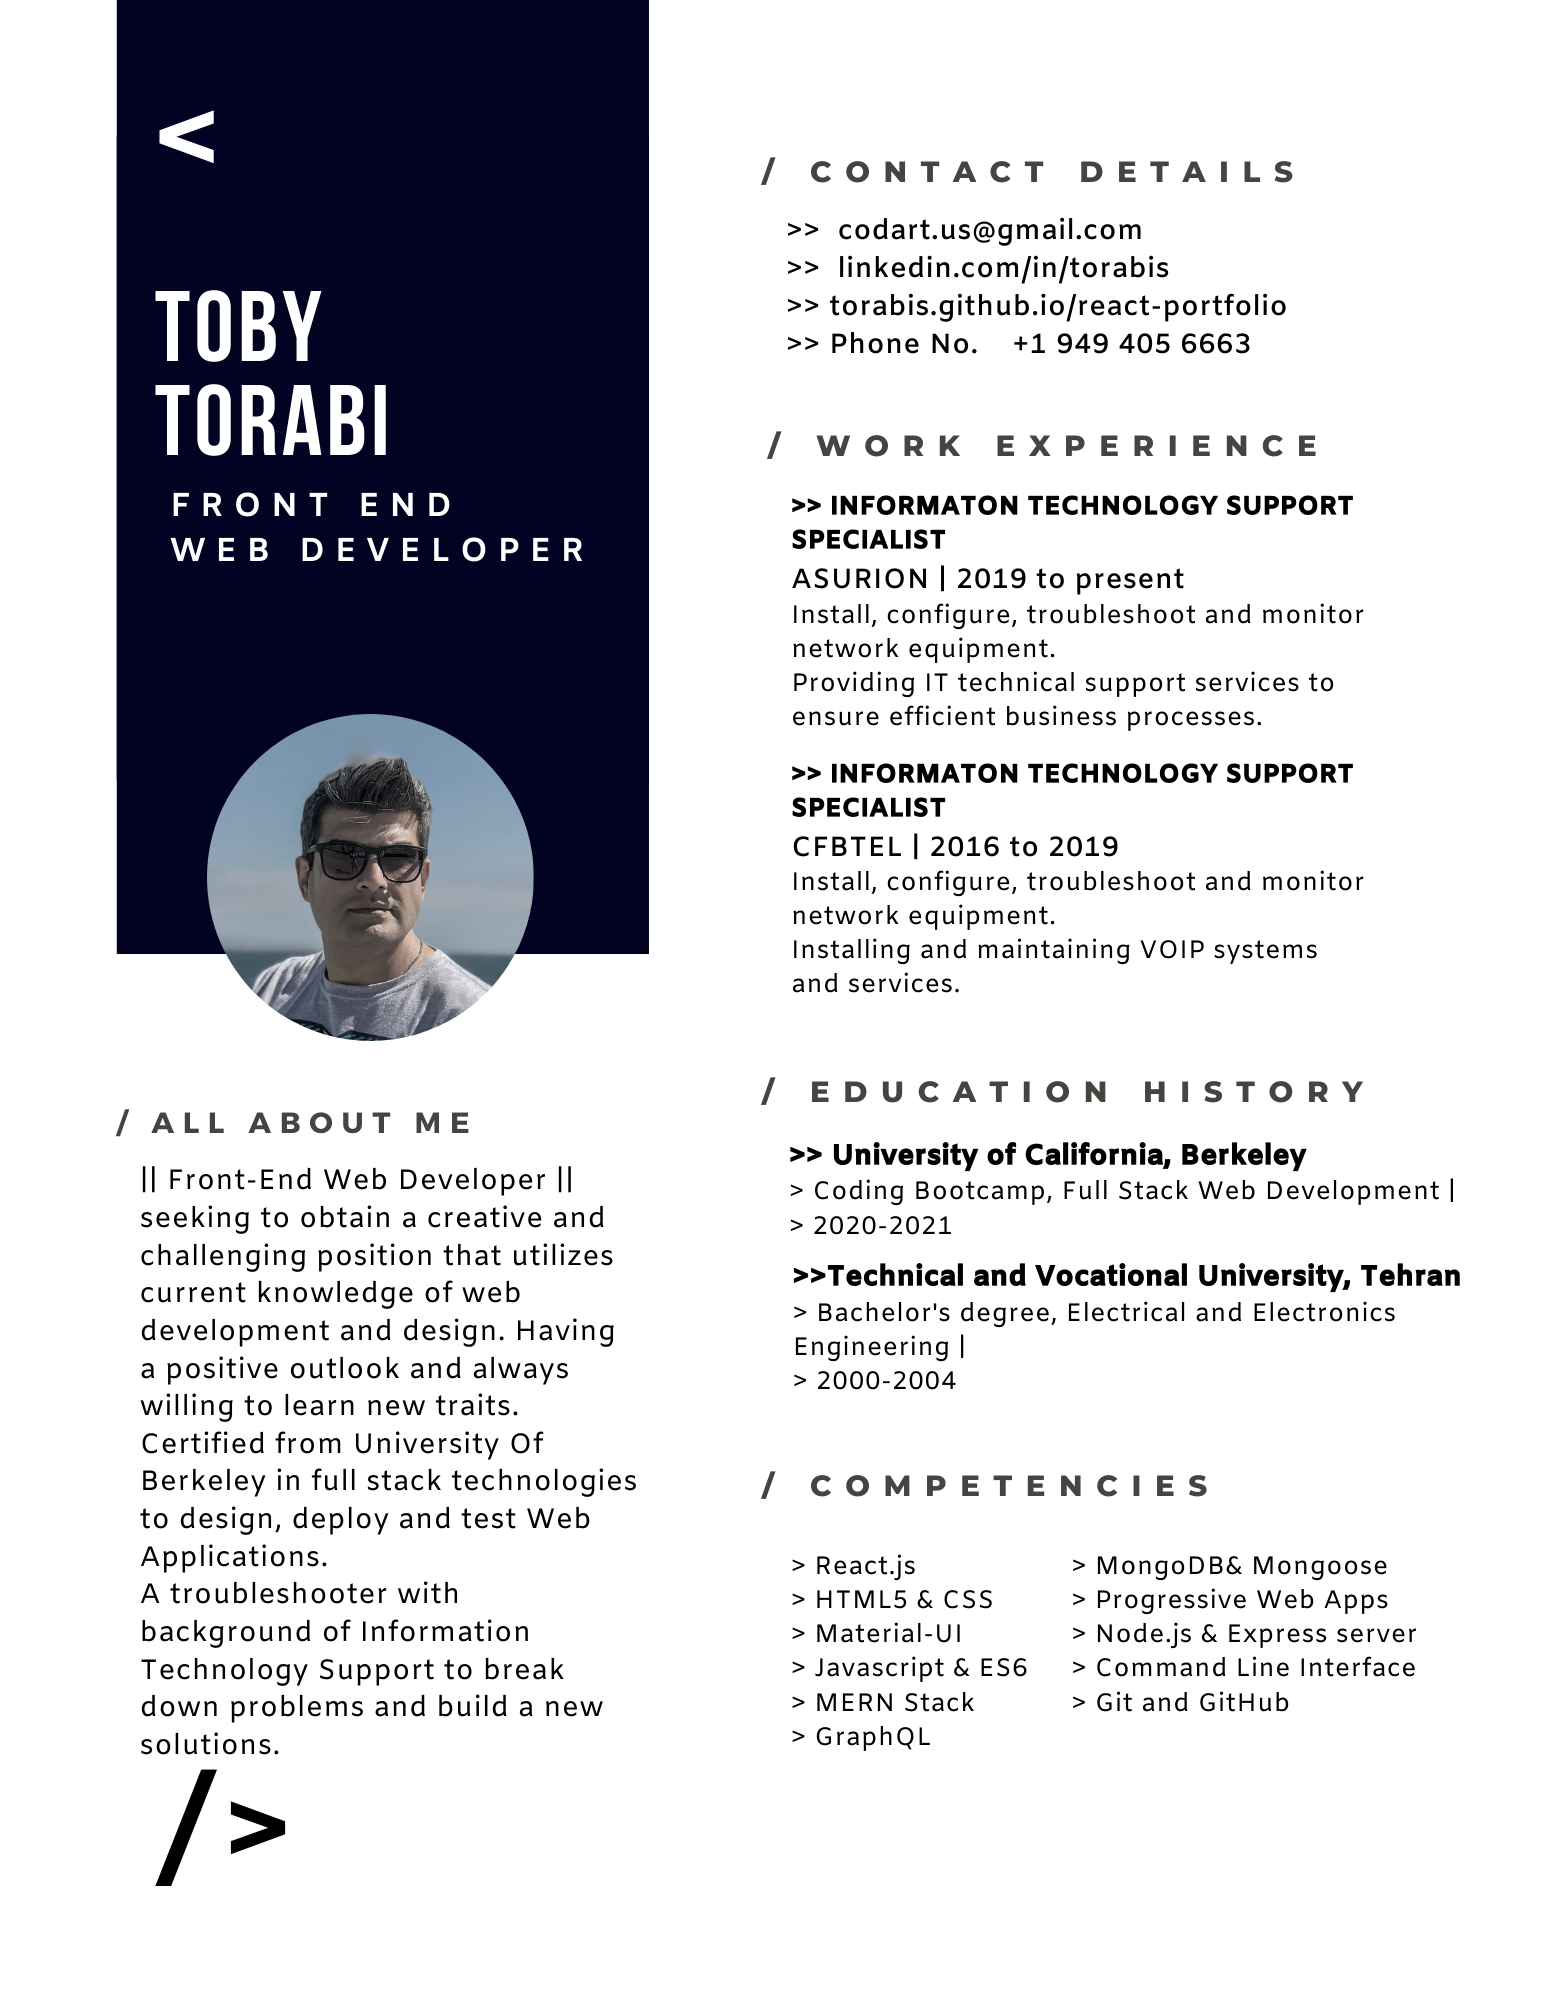 <
TOBY
TORABI
FRONT END
WEB DEVELOPER
/ ALL ABOUT ME
|| Front-End Web Developer ||
seeking to obtain a creative and
challenging position that utilizes
current knowledge of web
development and design. Having
a positive outlook and always
willing to learn new traits.
Certified from University Of
Berkeley in full stack technologies
to design, deploy and test Web
Applications.
A troubleshooter with
background of Information
Technology Support to break
down problems and build a new
solutions.
/>
/ CONTACT DETAILS
>> codart.us@gmail.com
>> linkedin.com/in/torabis
>> torabis.github.io/react-portfolio
>> Phone No. +1 949 405 6663
/ WORK EXPERIENCE
>> INFORMATON TECHNOLOGY SUPPORT
SPECIALIST
ASURION | 2019 to present
Install, configure, troubleshoot and monitor
network equipment.
Providing IT technical support services to
ensure efficient business processes.
>> INFORMATON TECHNOLOGY SUPPORT
SPECIALIST
CFBTEL | 2016 to 2019
Install, configure, troubleshoot and monitor
network equipment.
Installing and maintaining VOIP systems
and services.
/ EDUCATION HISTORY
>> University of California, Berkeley
> Coding Bootcamp, Full Stack Web Development |
> 2020-2021
>>Technical and Vocational University, Tehran
> Bachelor's degree, Electrical and Electronics
Engineering |
> 2000-2004
/ COMPETENCIES
> React.js
> HTML5 & CSS
> Material-UI
> Javascript & ES6
> MERN Stack
> GraphQL
> MongoDB& Mongoose
> Progressive Web Apps
> Node.js & Express server
> Command Line Interface
> Git and GitHub